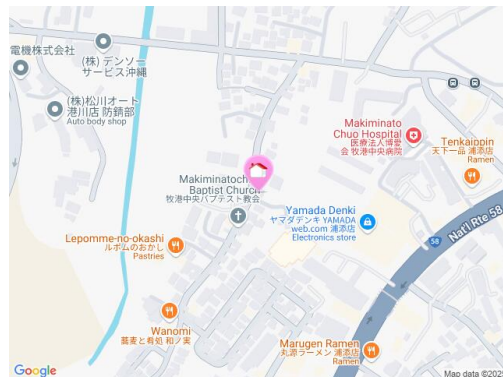 電機株式会社
(株) デンソー
サービス沖縄
(株)松川オート
港川店 防錆部
Auto body shop
Makiminato
Chuo Hospital
医療法人博愛
会 牧港中央病院
Tenkaippin
天下一品 浦添店
Ramen
Makiminatoch
Baptist Church
牧港中央バプテスト教会
Yamada Denki
ヤマダデンキ YAMADA
web.com 浦添店
Electronics store
58
Nat'l Rte 58
Lepomme-no-okashi
ルポムのおかし
Pastries
Wanomi
蕎麦と肴処 和ノ実
Marugen Ramen
丸源ラーメン 浦添店
Ramen
Google
Map data ©202